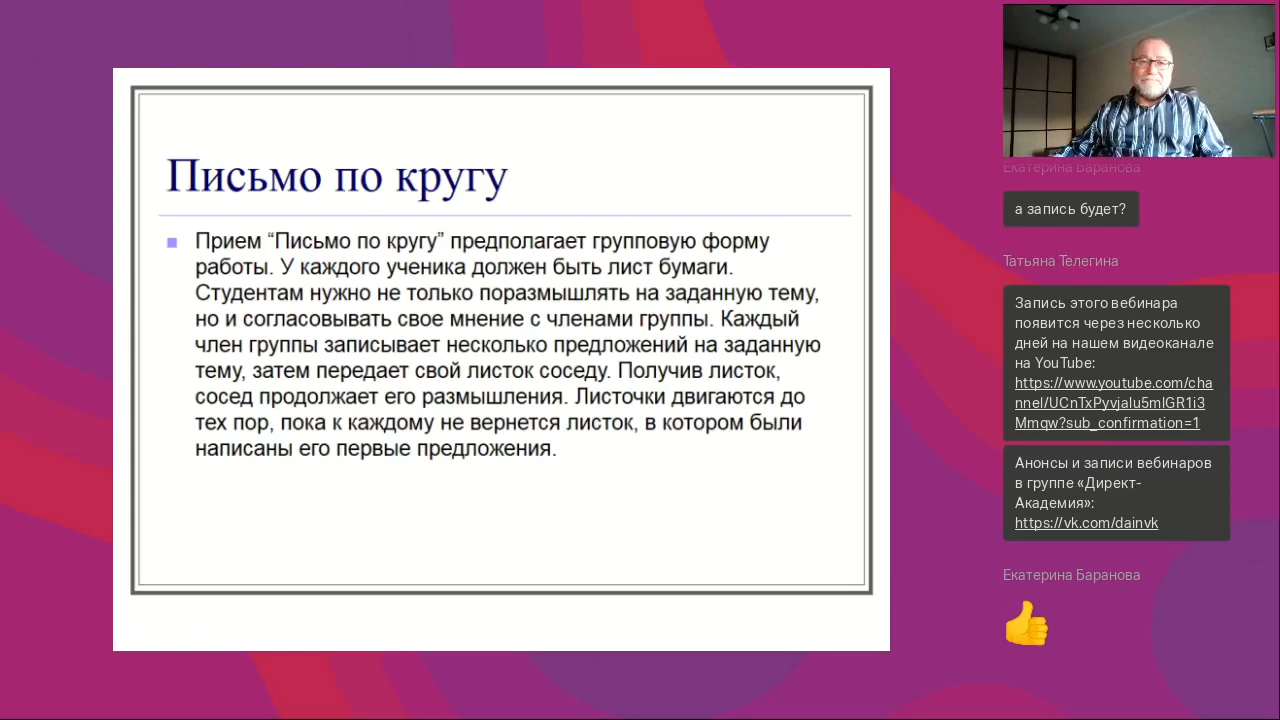 Письмо по кругу
Прием “Письмо по кругу” предполагает групповую форму
работы. У каждого ученика должен быть лист бумаги.
Студентам нужно не только поразмышлять на заданную тему,
но и согласовывать свое мнение с членами группы. Каждый
член группы записывает несколько предложений на заданную
тему, затем передает свой листок соседу. Получив листок,
сосед продолжает его размышления. Листочки двигаются до
тех пор, пока к каждому не вернется листок, в котором были
написаны его первые предложения.
Екатерина Баранова
а запись будет?
Татьяна Телегина
Запись этого вебинара
появится через несколько
дней на нашем видеоканале
на YouTube:
https://www.youtube.com/cha
nnel/UCnTxPyvjalu5mlGR1i3
Mmqw?sub_confirmation=1
Анонсы и записи вебинаров
в группе «Директ-
Академия»:
https://vk.com/dainvk
Екатерина Баранова